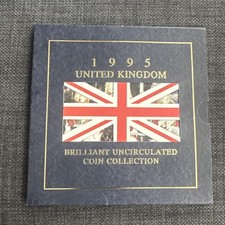 1995
UNITED KINGDOM
BRILLIANT UNCIRCULATED
COIN COLLECTION